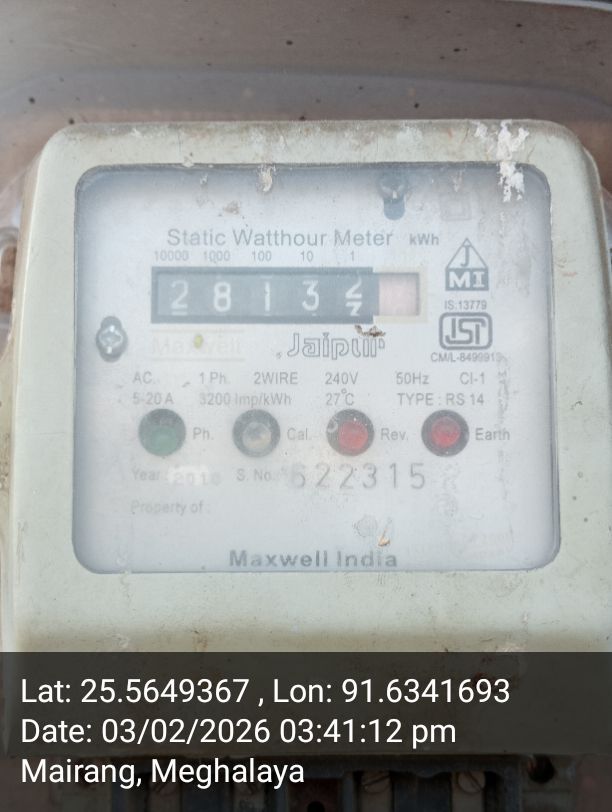 Static Watthour Meter kWh
10000 1000 100 10 1
2 8 1 3
Maxwell
Jaipur
J
MI
IS.13779
ISI
CM/L-8499913
AC. 1 Ph. 2WIRE 240V 50Hz Cl-1
5-20 A 3200 Imp/kWh 27°C TYPE : RS 14
Ph. Cal. Rev. Earth
Year : S. No. 622315
Property of :
Maxwell India
Lat: 25.5649367 , Lon: 91.6341693
Date: 03/02/2026 03:41:12 pm
Mairang, Meghalaya